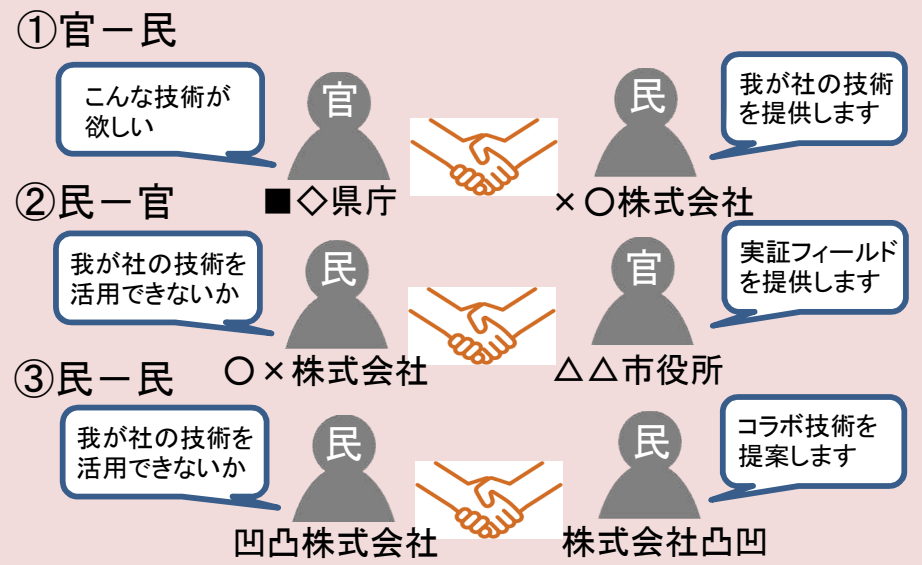 ①官－民
こんな技術が
欲しい
官
民
我が社の技術
を提供します
■◇県庁
×〇株式会社
②民－官
我が社の技術を
活用できないか
民
官
実証フィールド
を提供します
〇×株式会社
△△市役所
③民－民
我が社の技術を
活用できないか
民
民
コラボ技術を
提案します
凹凸株式会社
株式会社凸凹